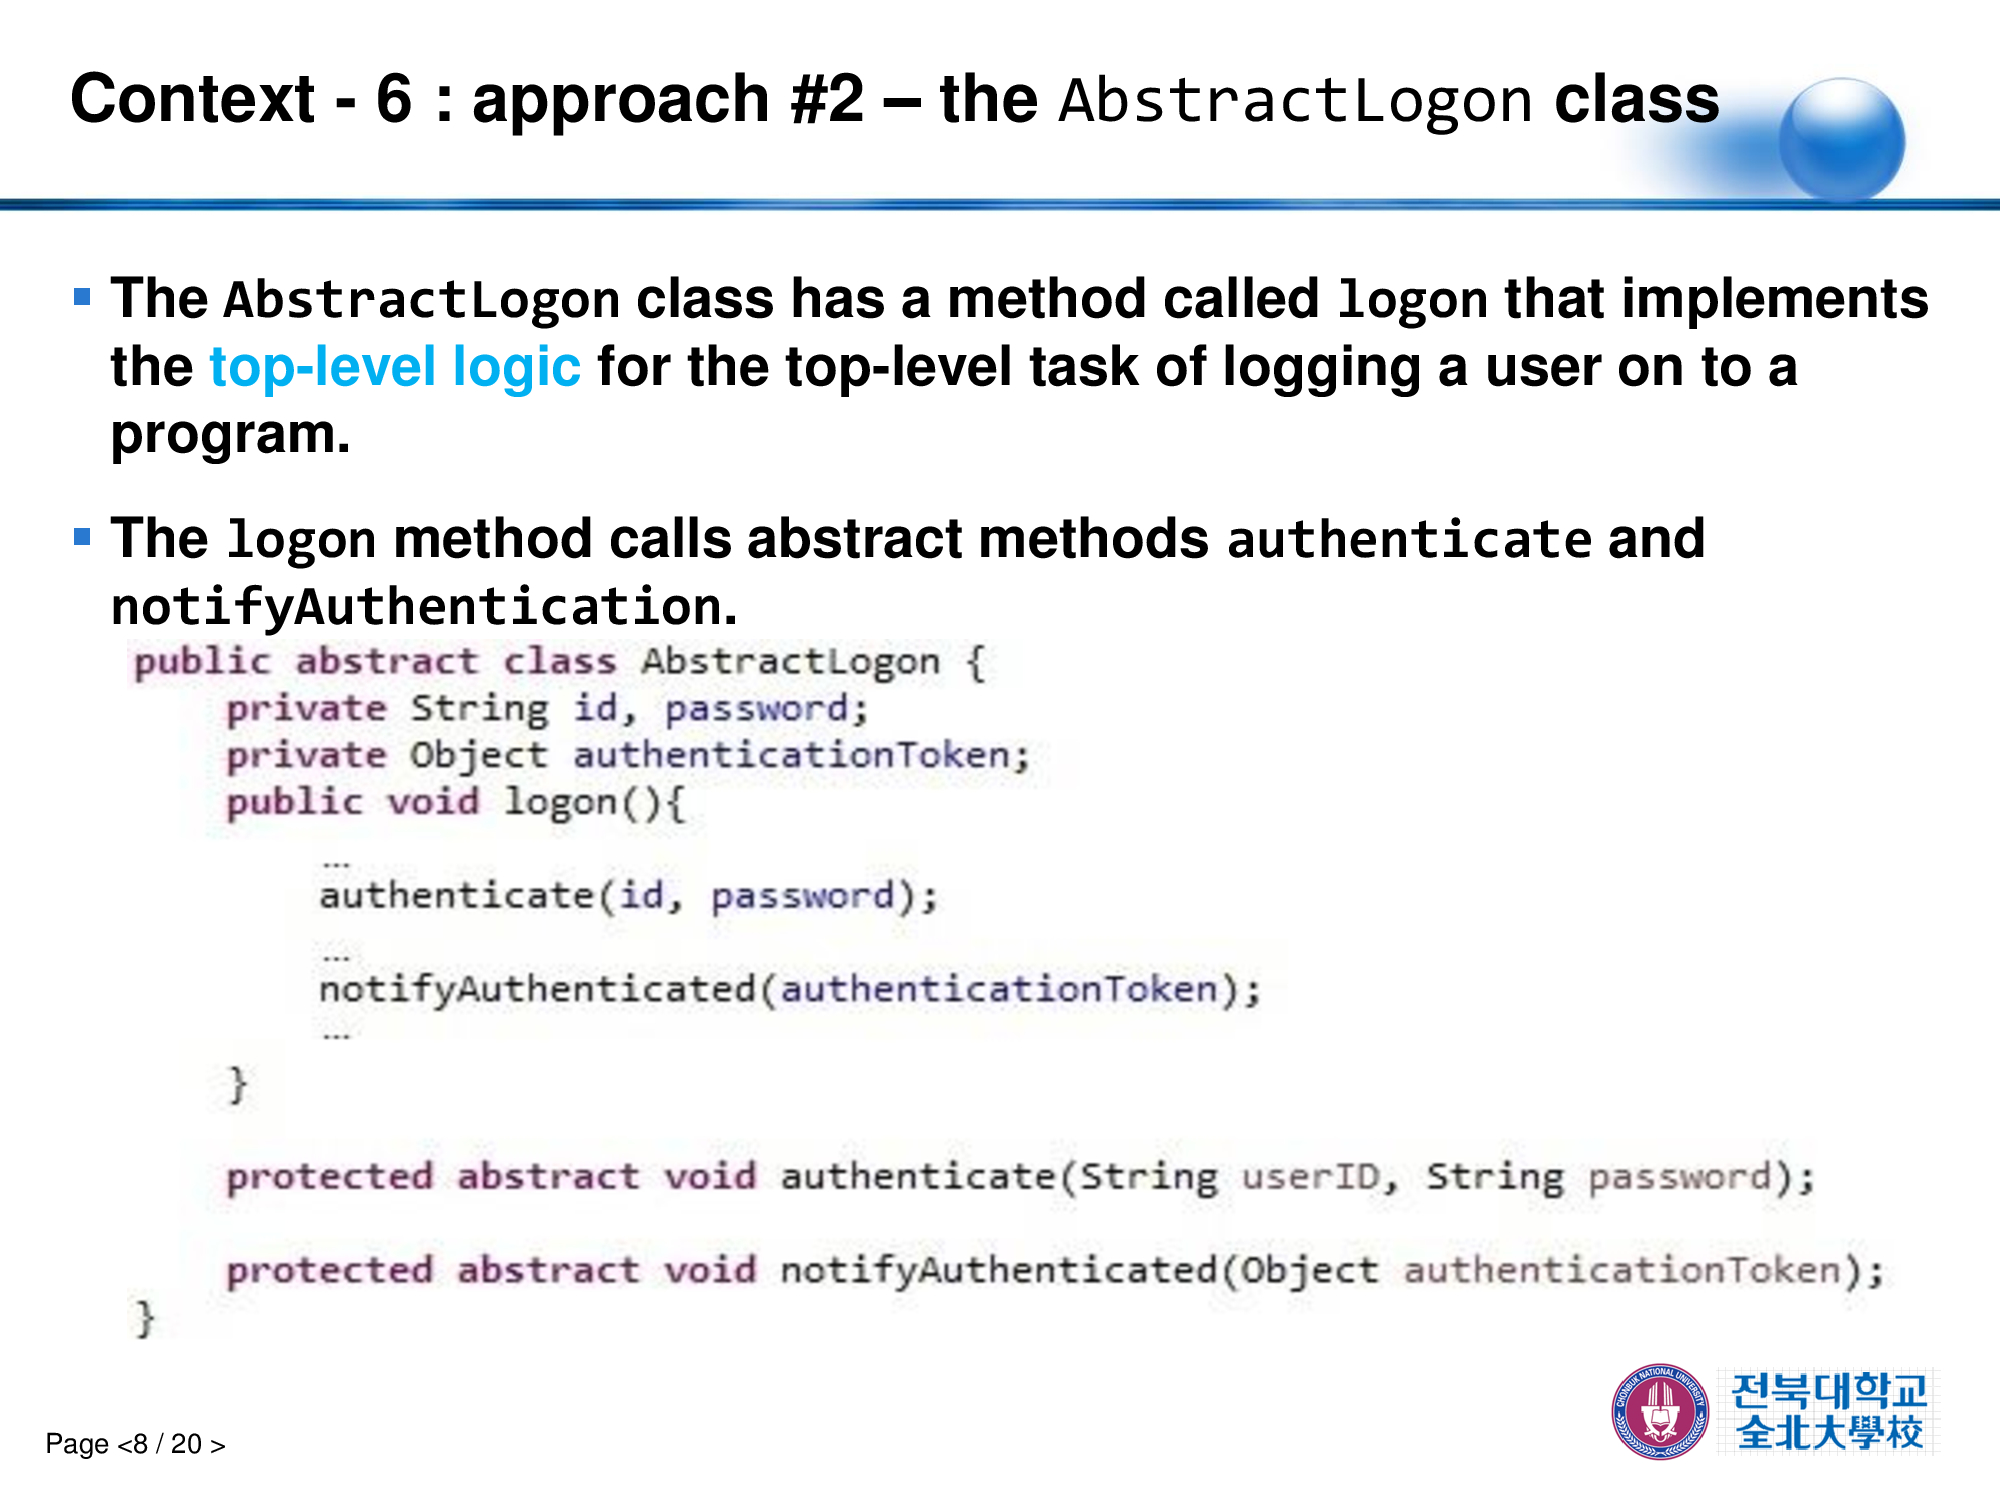 Context - 6 : approach #2 – the AbstractLogon class
▪ The AbstractLogon class has a method called logon that implements
the top-level logic for the top-level task of logging a user on to a
program.
▪ The logon method calls abstract methods authenticate and
notifyAuthentication.
public abstract class AbstractLogon {
    private String id, password;
    private Object authenticationToken;
    public void logon(){
        ...
        authenticate(id, password);
        ...
        notifyAuthenticated(authenticationToken);
        ...
    }
    protected abstract void authenticate(String userID, String password);
    protected abstract void notifyAuthenticated(Object authenticationToken);
}
CHONBUK NATIONAL UNIVERSITY
전북대학교
全北大學校
Page <8 / 20 >